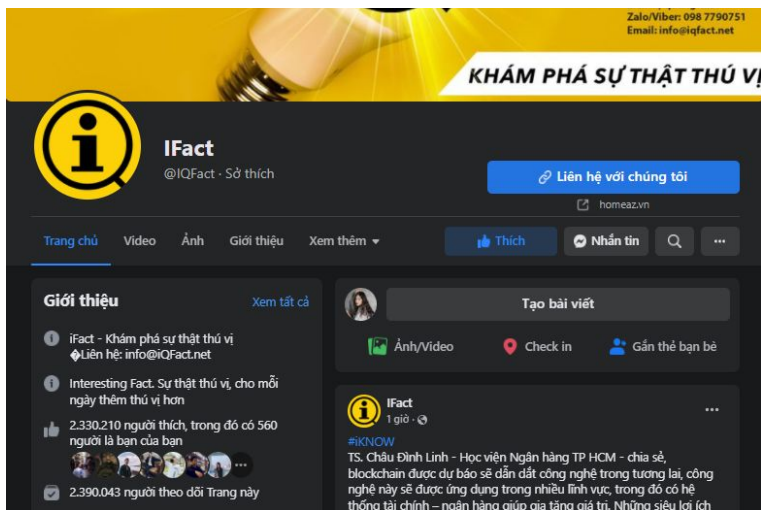 Zalo/Viber: 098 7790751
Email: info@iqfact.net
KHÁM PHÁ SỰ THẬT THÚ VỊ
IFact
@IQFact · Sở thích
Liên hệ với chúng tôi
homeaz.vn
Trang chủ Video Ảnh Giới thiệu Xem thêm
Thích Nhắn tin
Giới thiệu Xem tất cả
iFact - Khám phá sự thật thú vị
�Liên hệ: info@iQFact.net
Interesting Fact. Sự thật thú vị, cho mỗi
ngày thêm thú vị hơn
2.330.210 người thích, trong đó có 560
người là bạn của bạn
2.390.043 người theo dõi Trang này
Tạo bài viết
Ảnh/Video Check in Gắn thẻ bạn bè
IFact
1 giờ ·
#iKNOW
TS. Châu Đình Linh - Học viện Ngân hàng TP HCM - chia sẻ,
blockchain được dự báo sẽ dẫn dắt công nghệ trong tương lai, công
nghệ này sẽ được ứng dụng trong nhiều lĩnh vực, trong đó có hệ
thống tài chính – ngân hàng giúp gia tăng giá trị. Những siêu lợi ích